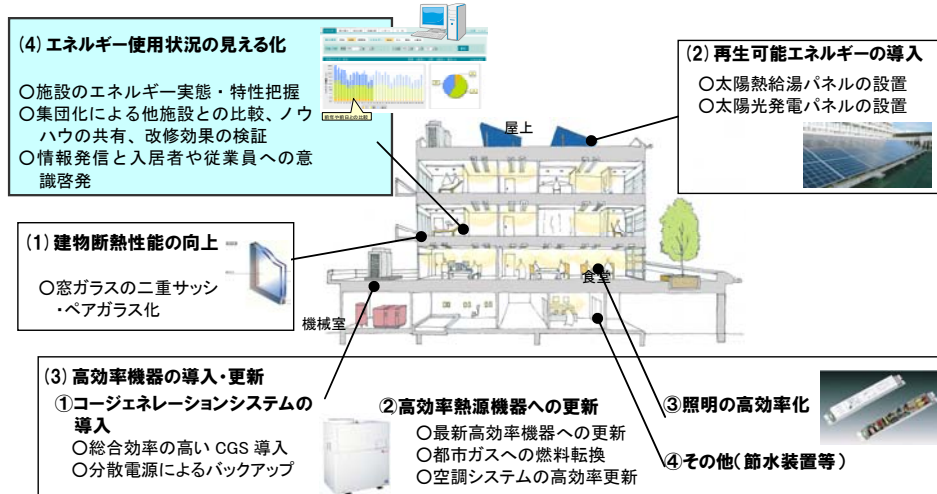 (4) エネルギー使用状況の見える化
○施設のエネルギー実態・特性把握
○集団化による他施設との比較、ノウ
ハウの共有、改修効果の検証
○情報発信と入居者や従業員への意
識啓発
(2) 再生可能エネルギーの導入
○太陽熱給湯パネルの設置
○太陽光発電パネルの設置
屋上
(1) 建物断熱性能の向上
○窓ガラスの二重サッシ
・ペアガラス化
食堂
機械室
(3) 高効率機器の導入・更新
①コージェネレーションシステムの
導入
○総合効率の高い CGS 導入
○分散電源によるバックアップ
②高効率熱源機器への更新
○最新高効率機器への更新
○都市ガスへの燃料転換
○空調システムの高効率更新
③照明の高効率化
④その他(節水装置等)